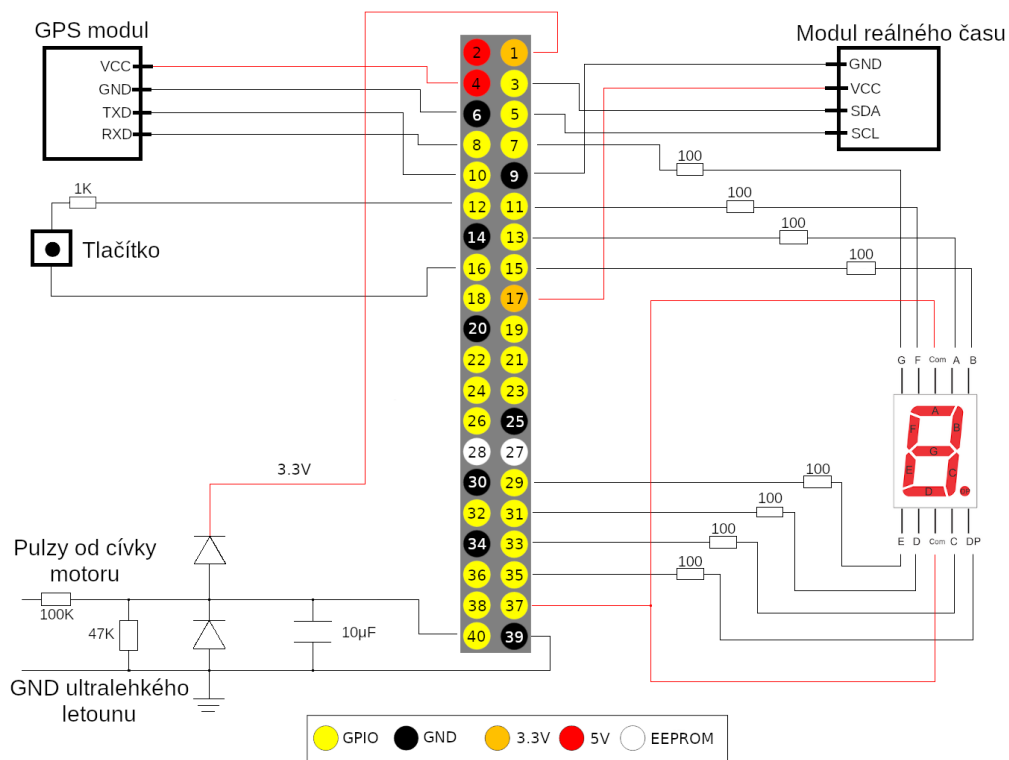 GPS modul
VCC
GND
TXD
RXD
Modul reálného času
GND
VCC
SDA
SCL
2 1
4 3
6 5
8 7
10 9
12 11
14 13
16 15
18 17
20 19
22 21
24 23
26 25
28 27
30 29
32 31
34 33
36 35
38 37
40 39
1K
Tlačítko
100
100
100
100
G F Com A B
A
F B
G
E C
D
E D Com C DP
100
100
100
100
3.3V
Pulzy od cívky
motoru
100K
47K
10µF
GND ultralehkého
letounu
GPIO GND 3.3V 5V EEPROM